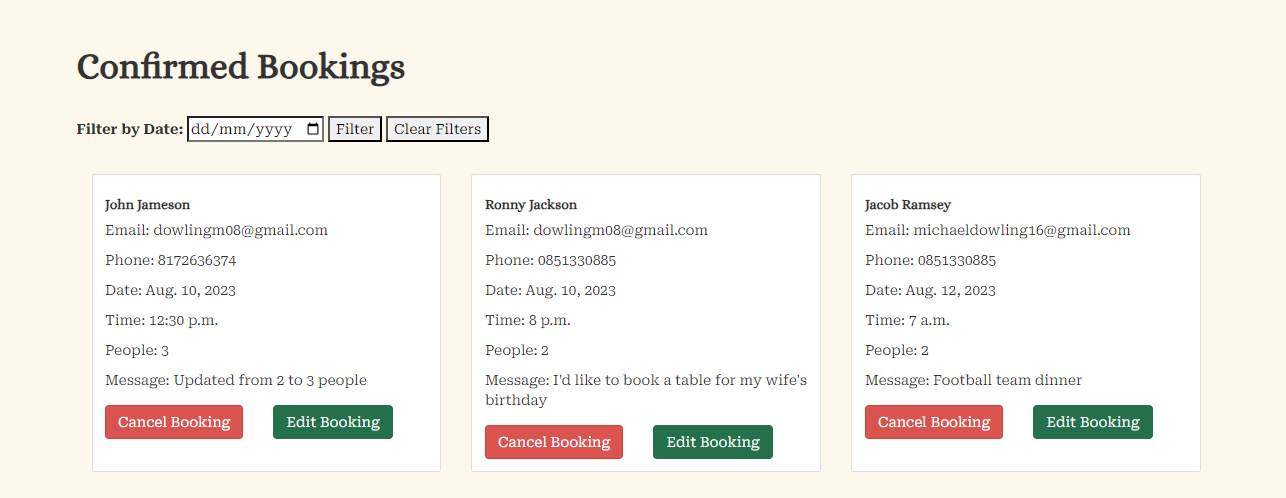 Confirmed Bookings
Filter by Date: dd/mm/yyyy Filter Clear Filters
John Jameson
Email: dowlingm08@gmail.com
Phone: 8172636374
Date: Aug. 10, 2023
Time: 12:30 p.m.
People: 3
Message: Updated from 2 to 3 people
Cancel Booking Edit Booking
Ronny Jackson
Email: dowlingm08@gmail.com
Phone: 0851330885
Date: Aug. 10, 2023
Time: 8 p.m.
People: 2
Message: I'd like to book a table for my wife's
birthday
Cancel Booking Edit Booking
Jacob Ramsey
Email: michaeldowling16@gmail.com
Phone: 0851330885
Date: Aug. 12, 2023
Time: 7 a.m.
People: 2
Message: Football team dinner
Cancel Booking Edit Booking